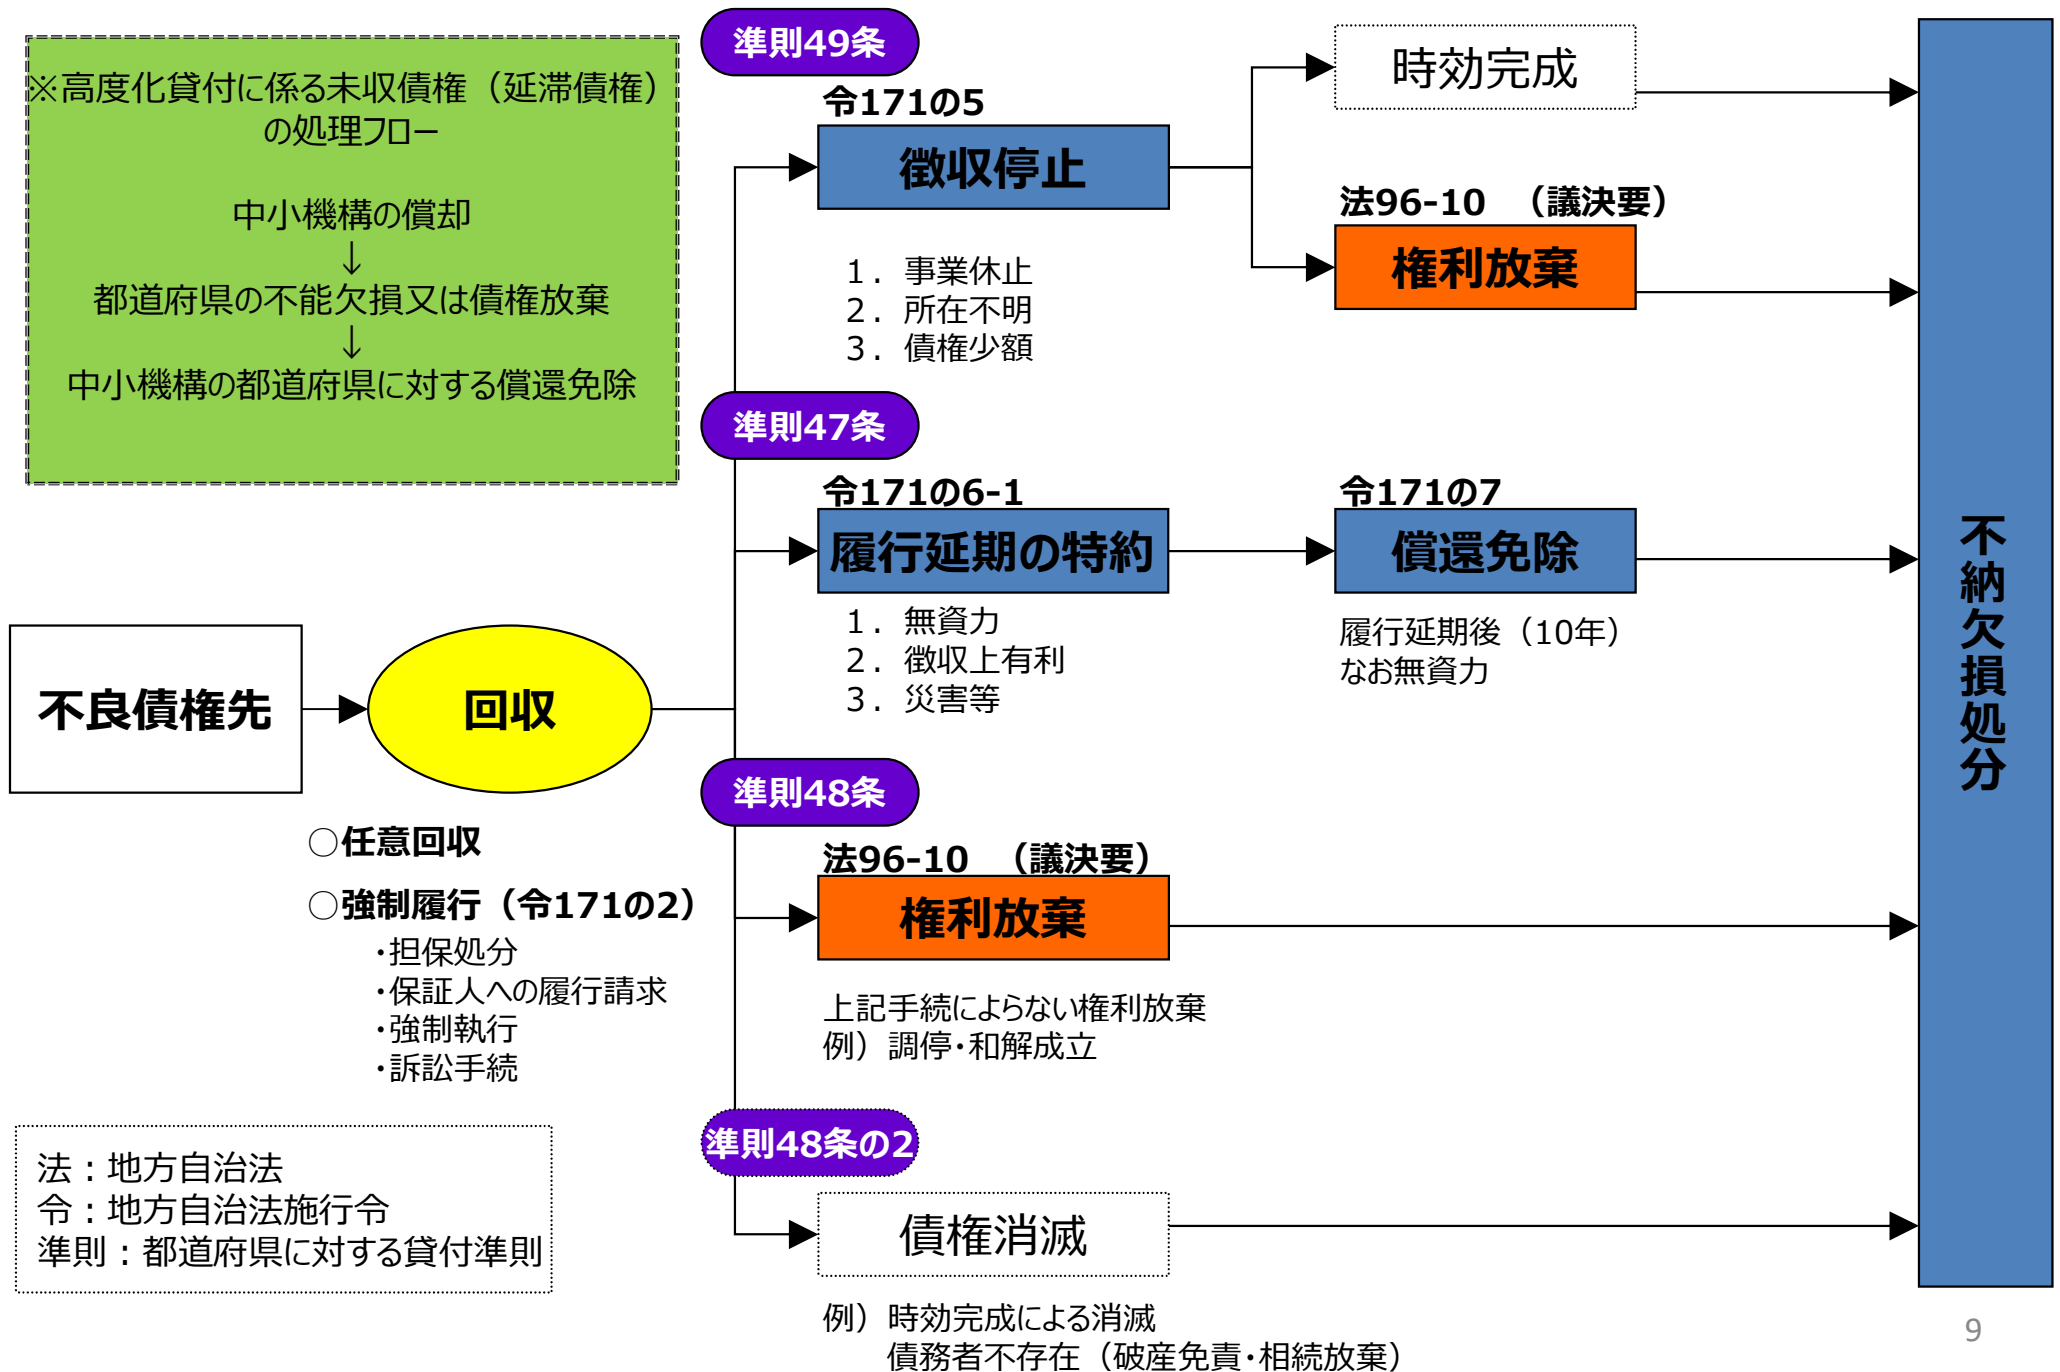 ※高度化貸付に係る未収債権（延滞債権）
の処理フロー
中小機構の償却
↓
都道府県の不能欠損又は債権放棄
↓
中小機構の都道府県に対する償還免除
不良債権先
回収
○任意回収
○強制履行（令171の2）
・担保処分
・保証人への履行請求
・強制執行
・訴訟手続
法：地方自治法
令：地方自治法施行令
準則：都道府県に対する貸付準則
準則49条
令171の5
徴収停止
1．事業休止
2．所在不明
3．債権少額
時効完成
法96-10　（議決要）
権利放棄
準則47条
令171の6-1
履行延期の特約
1．無資力
2．徴収上有利
3．災害等
令171の7
償還免除
履行延期後（10年）
なお無資力
準則48条
法96-10　（議決要）
権利放棄
上記手続によらない権利放棄
例）調停・和解成立
準則48条の2
債権消滅
例）時効完成による消滅
債務者不存在（破産免責・相続放棄）
不納欠損処分
9